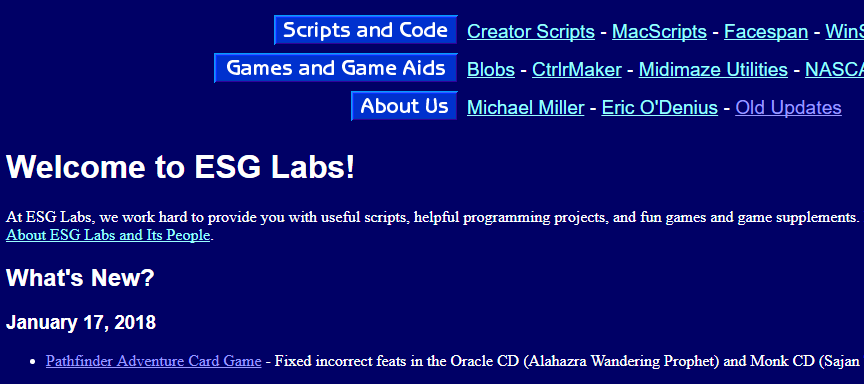 Scripts and Code Creator Scripts - MacScripts - Facespan - WinS
Games and Game Aids Blobs - CtrlrMaker - Midimaze Utilities - NASCA
About Us Michael Miller - Eric O'Denius - Old Updates
Welcome to ESG Labs!
At ESG Labs, we work hard to provide you with useful scripts, helpful programming projects, and fun games and game supplements.
About ESG Labs and Its People.
What's New?
January 17, 2018
• Pathfinder Adventure Card Game - Fixed incorrect feats in the Oracle CD (Alahazra Wandering Prophet) and Monk CD (Sajan